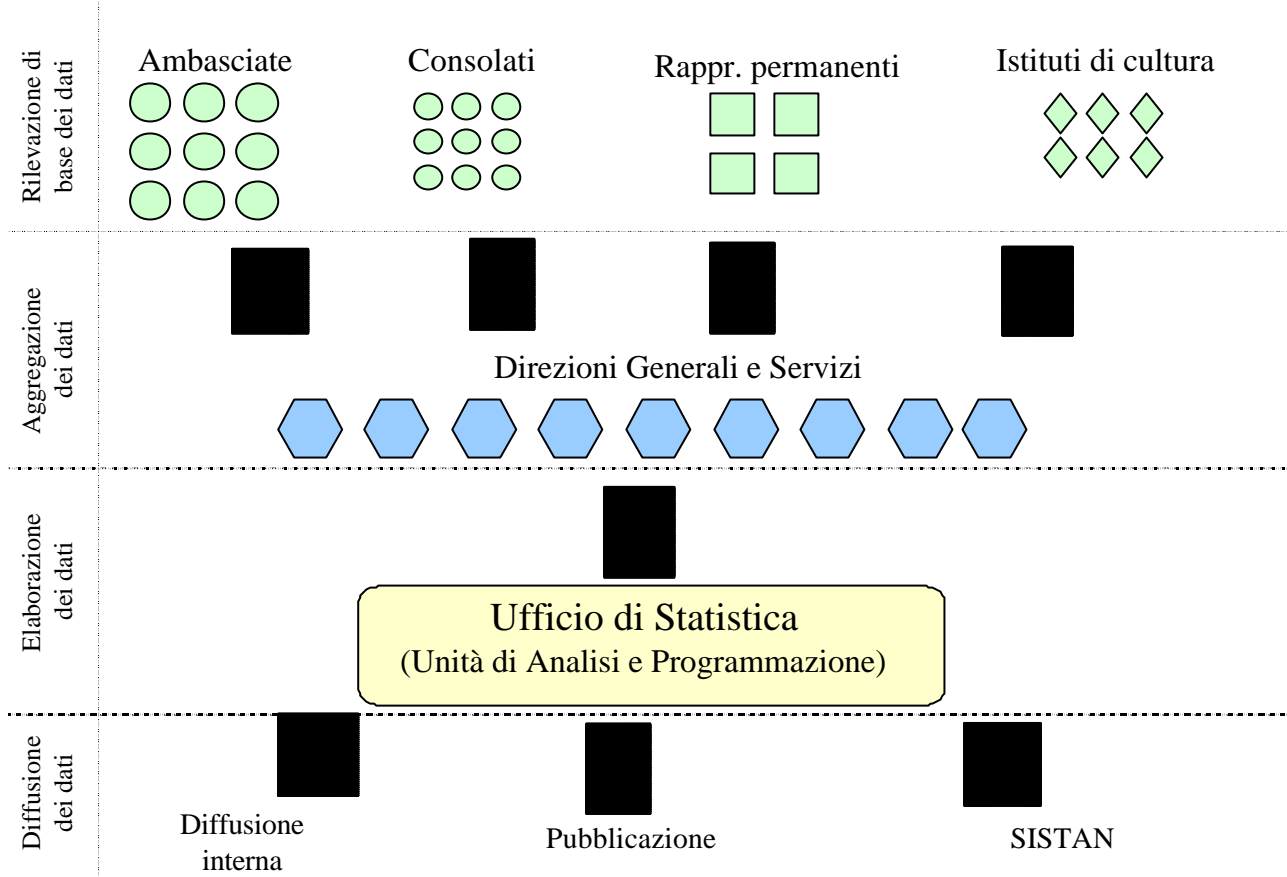 Rilevazione di
base dei dati
Ambasciate
Consolati
Rappr. permanenti
Istituti di cultura
Aggregazione
dei dati
Direzioni Generali e Servizi
Elaborazione
dei dati
Ufficio di Statistica
(Unità di Analisi e Programmazione)
Diffusione
dei dati
Diffusione
interna
Pubblicazione
SISTAN